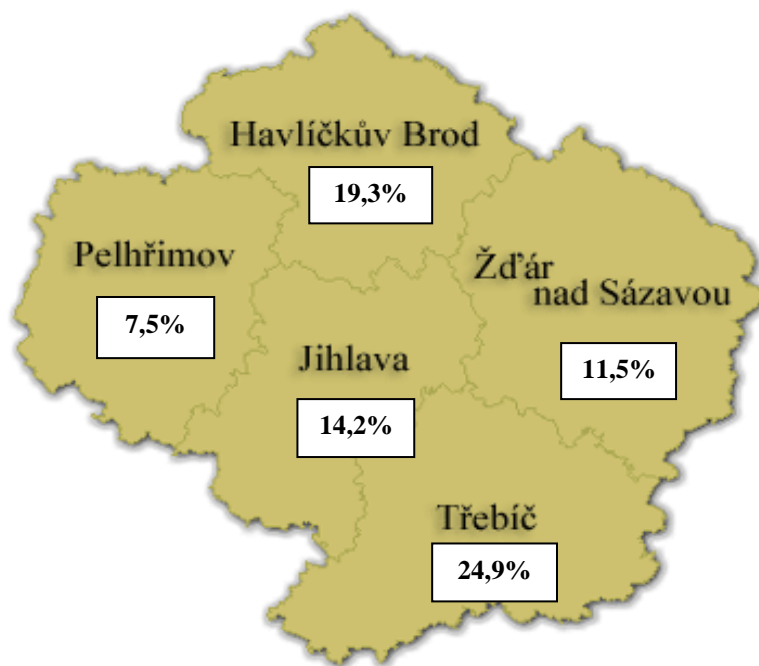 Havlíčkův Brod
19,3%
Pelhřimov
7,5%
Žďár
nad Sázavou
11,5%
Jihlava
14,2%
Třebíč
24,9%